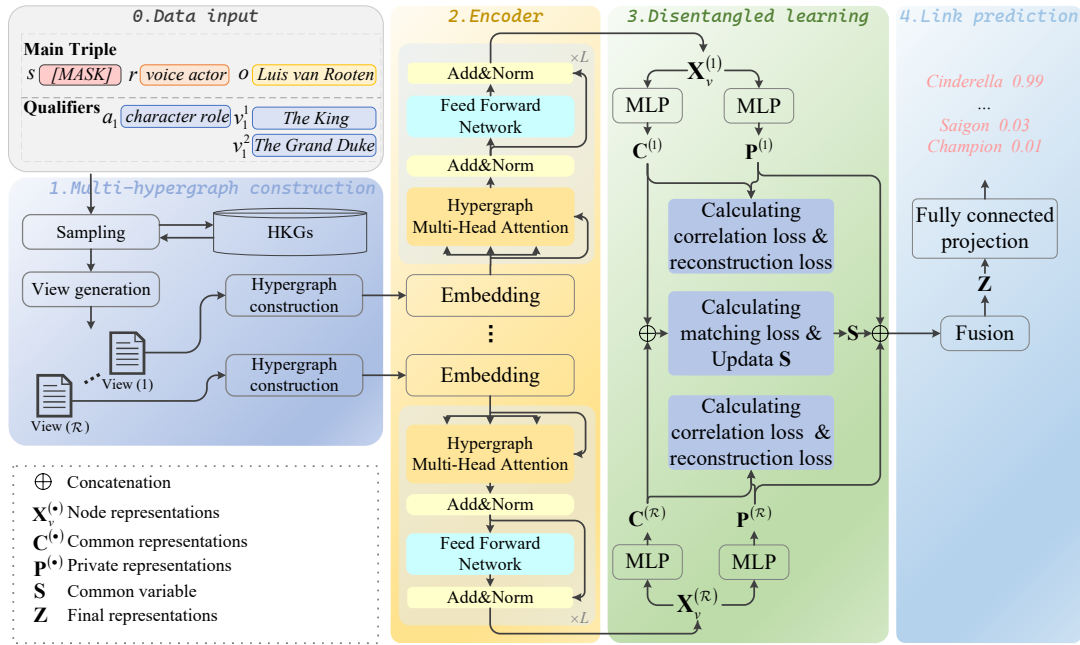 0.Data input
Main Triple
s [MASK] r voice actor o Luis van Rooten
Qualifiers a₁ character role v₁¹ The King
v₁² The Grand Duke
1.Multi-hypergraph construction
Sampling
HKGs
View generation
Hypergraph
construction
View (1)
Hypergraph
construction
View (ℛ)
⊕ Concatenation
X_v^(•) Node representations
C^(•) Common representations
P^(•) Private representations
S Common variable
Z Final representations
2.Encoder
×L
Add&Norm
Feed Forward
Network
Add&Norm
Hypergraph
Multi-Head Attention
Embedding
⋮
Embedding
Hypergraph
Multi-Head Attention
Add&Norm
Feed Forward
Network
Add&Norm
×L
3.Disentangled learning
X_v^(1)
MLP MLP
C^(1) P^(1)
Calculating
correlation loss &
reconstruction loss
Calculating
matching loss &
Updata S
S
Calculating
correlation loss &
reconstruction loss
C^(ℛ) P^(ℛ)
MLP MLP
X_v^(ℛ)
4.Link prediction
Cinderella 0.99
...
Saigon 0.03
Champion 0.01
Fully connected
projection
Z
Fusion